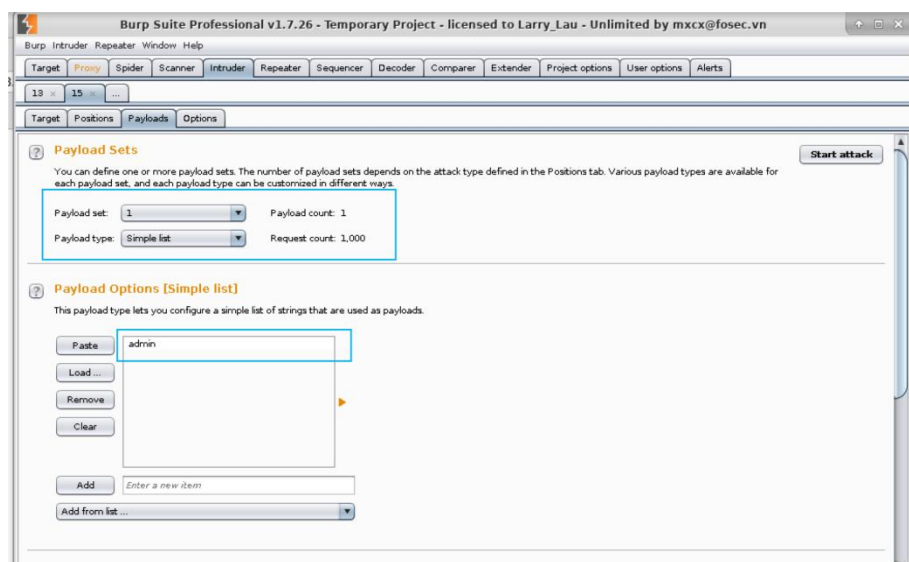 Burp Suite Professional v1.7.26 - Temporary Project - licensed to Larry_Lau - Unlimited by mxcx@fosec.vn
Burp Intruder Repeater Window Help
Target Proxy Spider Scanner Intruder Repeater Sequencer Decoder Comparer Extender Project options User options Alerts
13 × 15 × ...
Target Positions Payloads Options
? Payload Sets
Start attack
You can define one or more payload sets. The number of payload sets depends on the attack type defined in the Positions tab. Various payload types are available for
each payload set, and each payload type can be customized in different ways.
Payload set: 1 Payload count: 1
Payload type: Simple list Request count: 1,000
? Payload Options [Simple list]
This payload type lets you configure a simple list of strings that are used as payloads.
Paste admin
Load ...
Remove
Clear
Add Enter a new item
Add from list ...